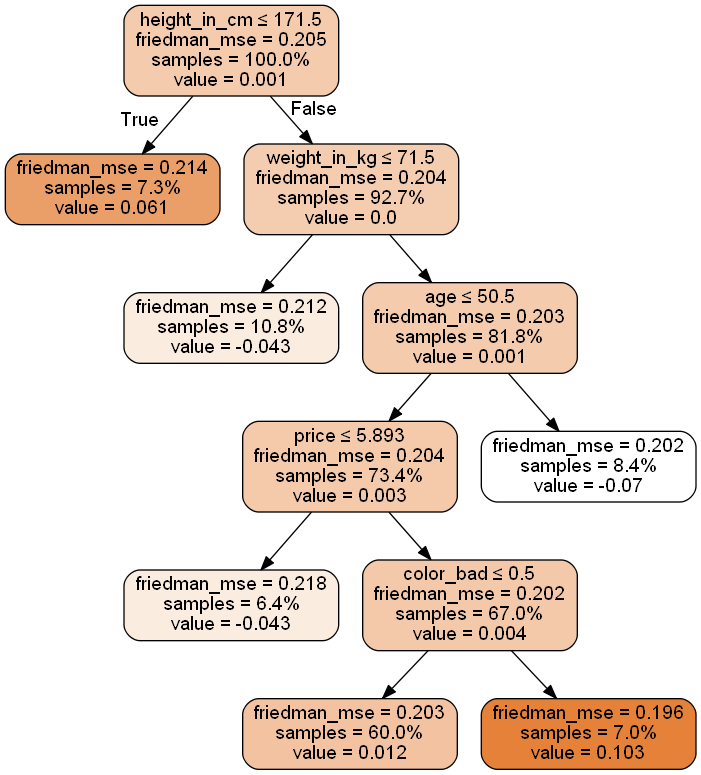 height_in_cm ≤ 171.5
friedman_mse = 0.205
samples = 100.0%
value = 0.001
True
False
friedman_mse = 0.214
samples = 7.3%
value = 0.061
weight_in_kg ≤ 71.5
friedman_mse = 0.204
samples = 92.7%
value = 0.0
friedman_mse = 0.212
samples = 10.8%
value = -0.043
age ≤ 50.5
friedman_mse = 0.203
samples = 81.8%
value = 0.001
price ≤ 5.893
friedman_mse = 0.204
samples = 73.4%
value = 0.003
friedman_mse = 0.202
samples = 8.4%
value = -0.07
friedman_mse = 0.218
samples = 6.4%
value = -0.043
color_bad ≤ 0.5
friedman_mse = 0.202
samples = 67.0%
value = 0.004
friedman_mse = 0.203
samples = 60.0%
value = 0.012
friedman_mse = 0.196
samples = 7.0%
value = 0.103